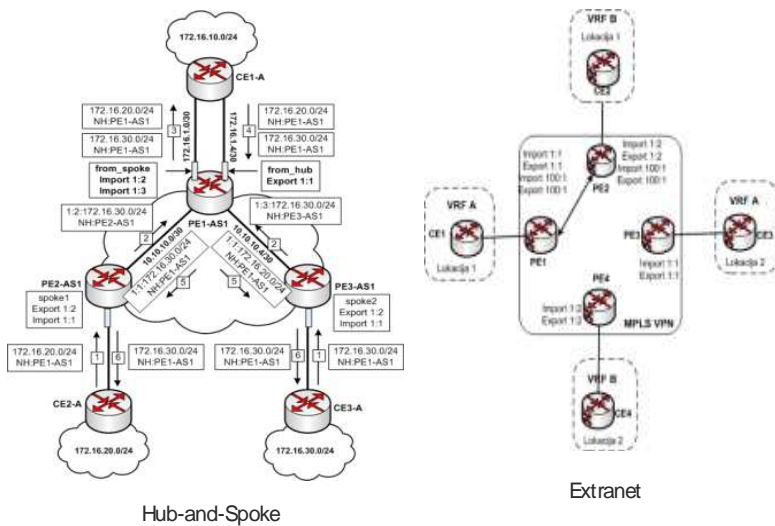 172.16.10.0/24
CE1-A
172.16.20.0/24
NH:PE1-AS1
172.16.30.0/24
NH:PE1-AS1
3
172.16.1.0/30
172.16.1.4/30
4
172.16.20.0/24
NH:PE1-AS1
172.16.30.0/24
NH:PE1-AS1
from_spoke
Import 1:2
Import 1:3
from_hub
Export 1:1
PE1-AS1
1:2:172.16.30.0/24
NH:PE2-AS1
1:3:172.16.30.0/24
NH:PE3-AS1
2
2
10.10.10.0/30
10.10.10.4/30
1:1:172.16.30.0/24
NH:PE1-AS1
1:1:172.16.20.0/24
NH:PE1-AS1
5
5
PE2-AS1
spoke1
Export 1:2
Import 1:1
PE3-AS1
spoke2
Export 1:2
Import 1:1
172.16.20.0/24
NH:PE1-AS1
1
6
172.16.30.0/24
NH:PE1-AS1
172.16.30.0/24
NH:PE1-AS1
6
1
172.16.30.0/24
NH:PE1-AS1
CE2-A
172.16.20.0/24
CE3-A
172.16.30.0/24
Hub-and-Spoke
VRF B
Lokacija 1
CE2
Import 1:1
Export 1:1
Import 100:1
Export 100:1
Import 1:2
Export 1:2
Import 100:1
Export 100:1
PE2
VRF A
CE1
Lokacija 1
PE1
PE3
Import 1:1
Export 1:1
VRF A
CE3
Lokacija 2
PE4
Import 1:2
Export 1:2
MPLS VPN
VRF B
CE4
Lokacija 2
Extranet